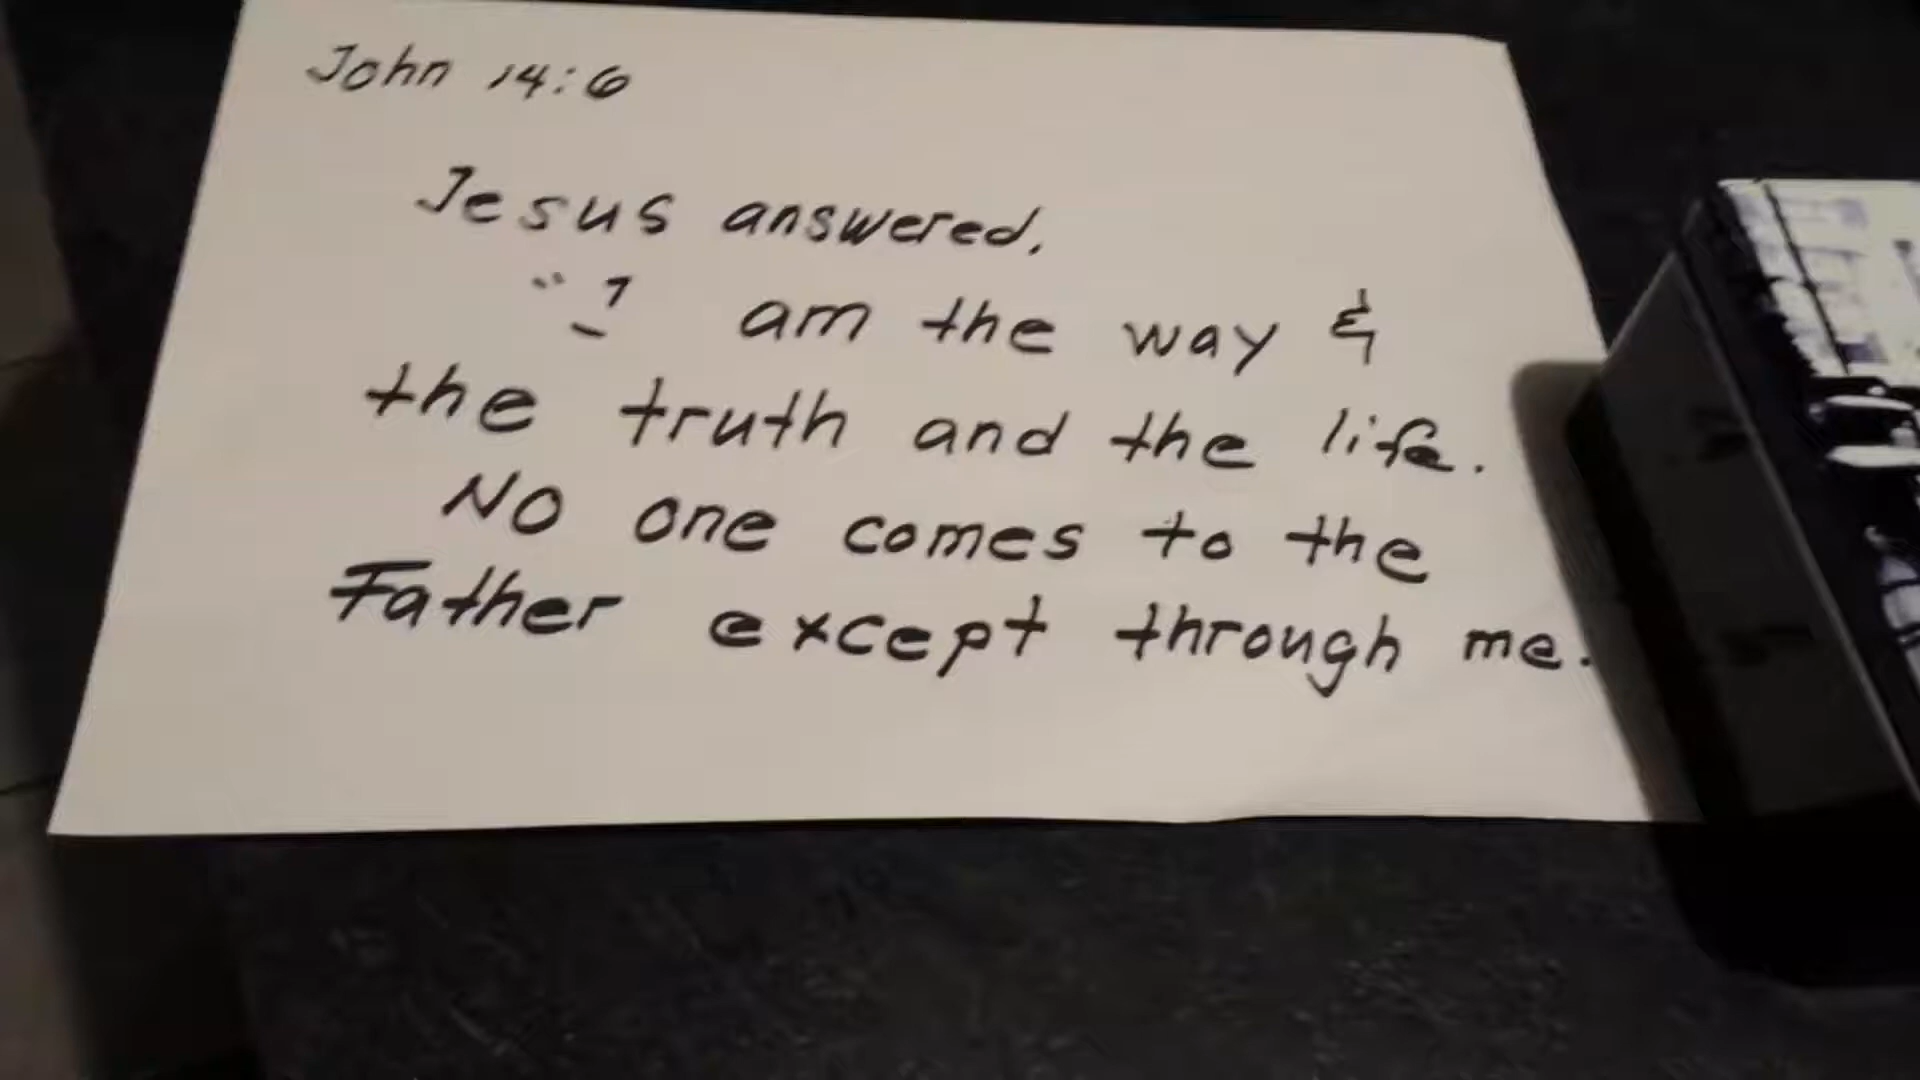 John 14:6
Jesus answered,
"I am the way &
the truth and the life.
No one comes to the
Father except through me.